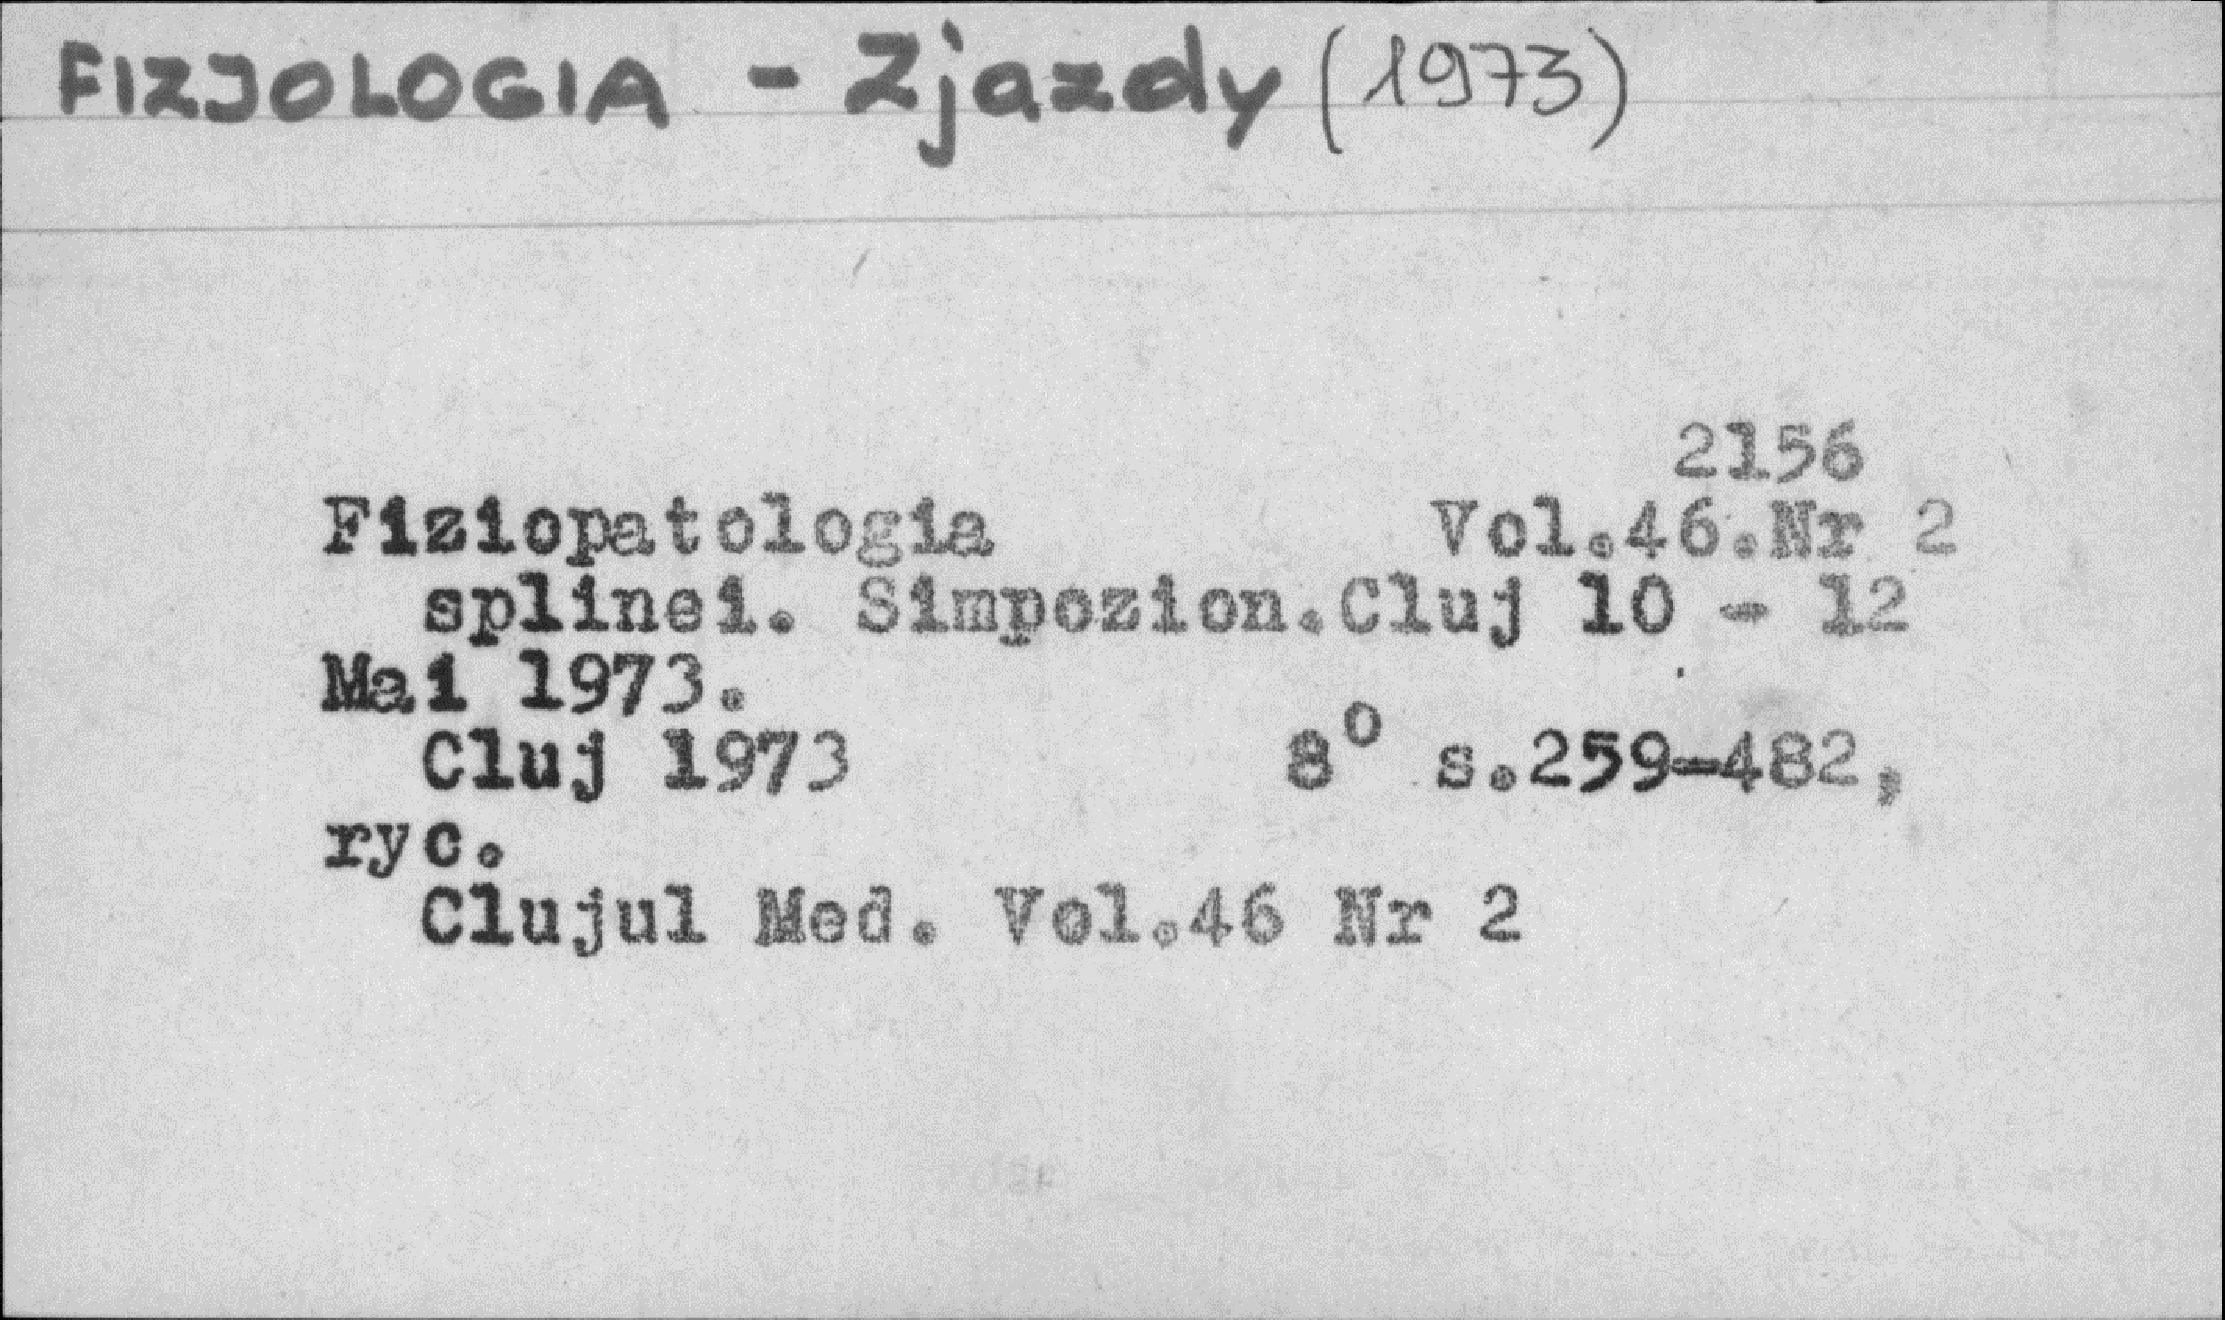 FIZJOLOGIA - Zjazdy (1973)
2156
Fiziopatologia Vol.46.Nr 2
splinei. Simpozion.Cluj 10 - 12
Mai 1973.
Cluj 1973 8⁰ s.259-482,
ryc.
Clujul Med. Vol.46 Nr 2